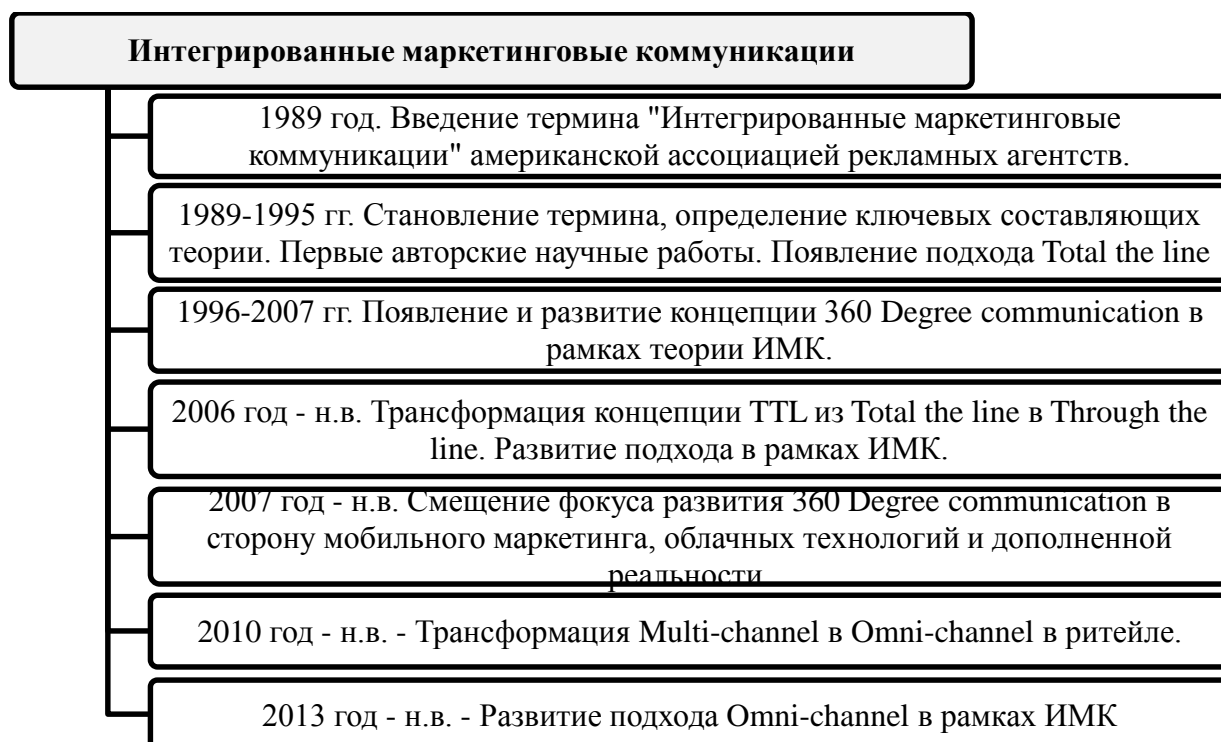 Интегрированные маркетинговые коммуникации
1989 год. Введение термина "Интегрированные маркетинговые
коммуникации" американской ассоциацией рекламных агентств.
1989-1995 гг. Становление термина, определение ключевых составляющих
теории. Первые авторские научные работы. Появление подхода Total the line
1996-2007 гг. Появление и развитие концепции 360 Degree communication в
рамках теории ИМК.
2006 год - н.в. Трансформация концепции TTL из Total the line в Through the
line. Развитие подхода в рамках ИМК.
2007 год - н.в. Смещение фокуса развития 360 Degree communication в
сторону мобильного маркетинга, облачных технологий и дополненной
реальности
2010 год - н.в. - Трансформация Multi-channel в Omni-channel в ритейле.
2013 год - н.в. - Развитие подхода Omni-channel в рамках ИМК